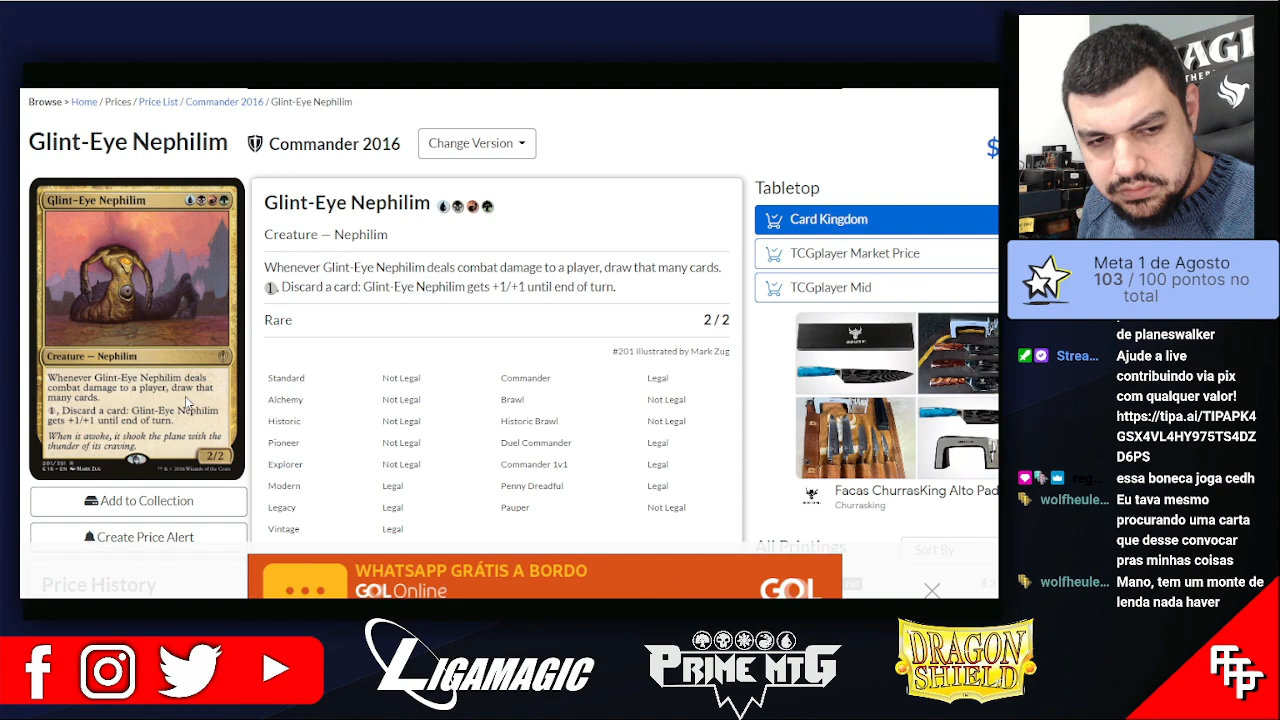 Browse > Home / Prices / Price List / Commander 2016 / Glint-Eye Nephilim
Glint-Eye Nephilim
Commander 2016
Change Version
$
Glint-Eye Nephilim
Creature — Nephilim
Whenever Glint-Eye Nephilim deals
combat damage to a player, draw that
many cards.
1, Discard a card: Glint-Eye Nephilim
gets +1/+1 until end of turn.
When it awoke, it shook the plane with the
thunder of its craving.
2/2
Add to Collection
Create Price Alert
Price History
Glint-Eye Nephilim
Creature — Nephilim
Whenever Glint-Eye Nephilim deals combat damage to a player, draw that many cards.
1, Discard a card: Glint-Eye Nephilim gets +1/+1 until end of turn.
Rare 2 / 2
#201 Illustrated by Mark Zug
Standard Not Legal Commander Legal
Alchemy Not Legal Brawl Not Legal
Historic Not Legal Historic Brawl Not Legal
Pioneer Not Legal Duel Commander Legal
Explorer Not Legal Commander 1v1 Legal
Modern Legal Penny Dreadful Legal
Legacy Legal Pauper Not Legal
Vintage Legal
Tabletop
Card Kingdom
TCGplayer Market Price
TCGplayer Mid
Facas ChurrasKing Alto Pad
Churrasking
All Printings
Sort By
WHATSAPP GRÁTIS A BORDO
GOL Online
GOL
AGI
THE
Meta 1 de Agosto
103 / 100 pontos no
total
de planeswalker
Strea... Ajude a live
contribuindo via pix
com qualquer valor!
https://tipa.ai/TIPAPK4
GSX4VL4HY975TS4DZ
D6PS
reg... essa boneca joga cedh
wolfheule... Eu tava mesmo
procurando uma carta
que desse convocar
pras minhas coisas
wolfheule... Mano, tem um monte de
lenda nada haver
LIGAMAGIC
PRIME MTG
DRAGON
SHIELD